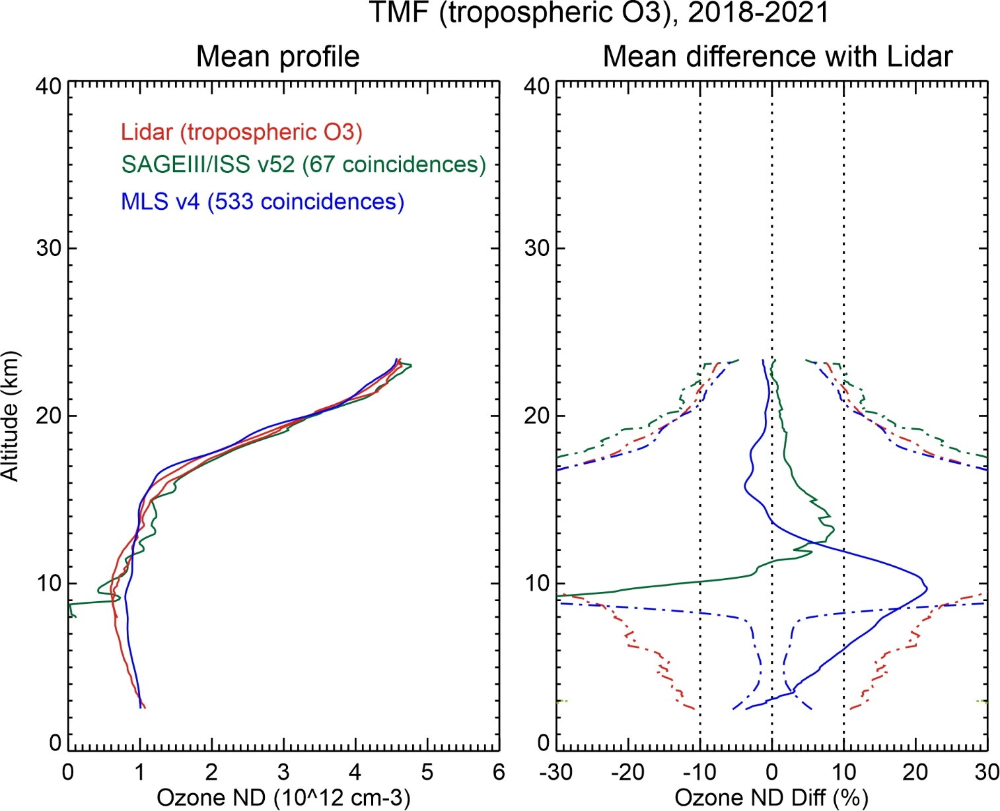 TMF (tropospheric O3), 2018-2021
Mean profile
Mean difference with Lidar
40
30
20
10
0
Altitude (km)
Lidar (tropospheric O3)
SAGEIII/ISS v52 (67 coincidences)
MLS v4 (533 coincidences)
0 1 2 3 4 5 6
Ozone ND (10^12 cm-3)
40
30
20
10
0
-30 -20 -10 0 10 20 30
Ozone ND Diff (%)